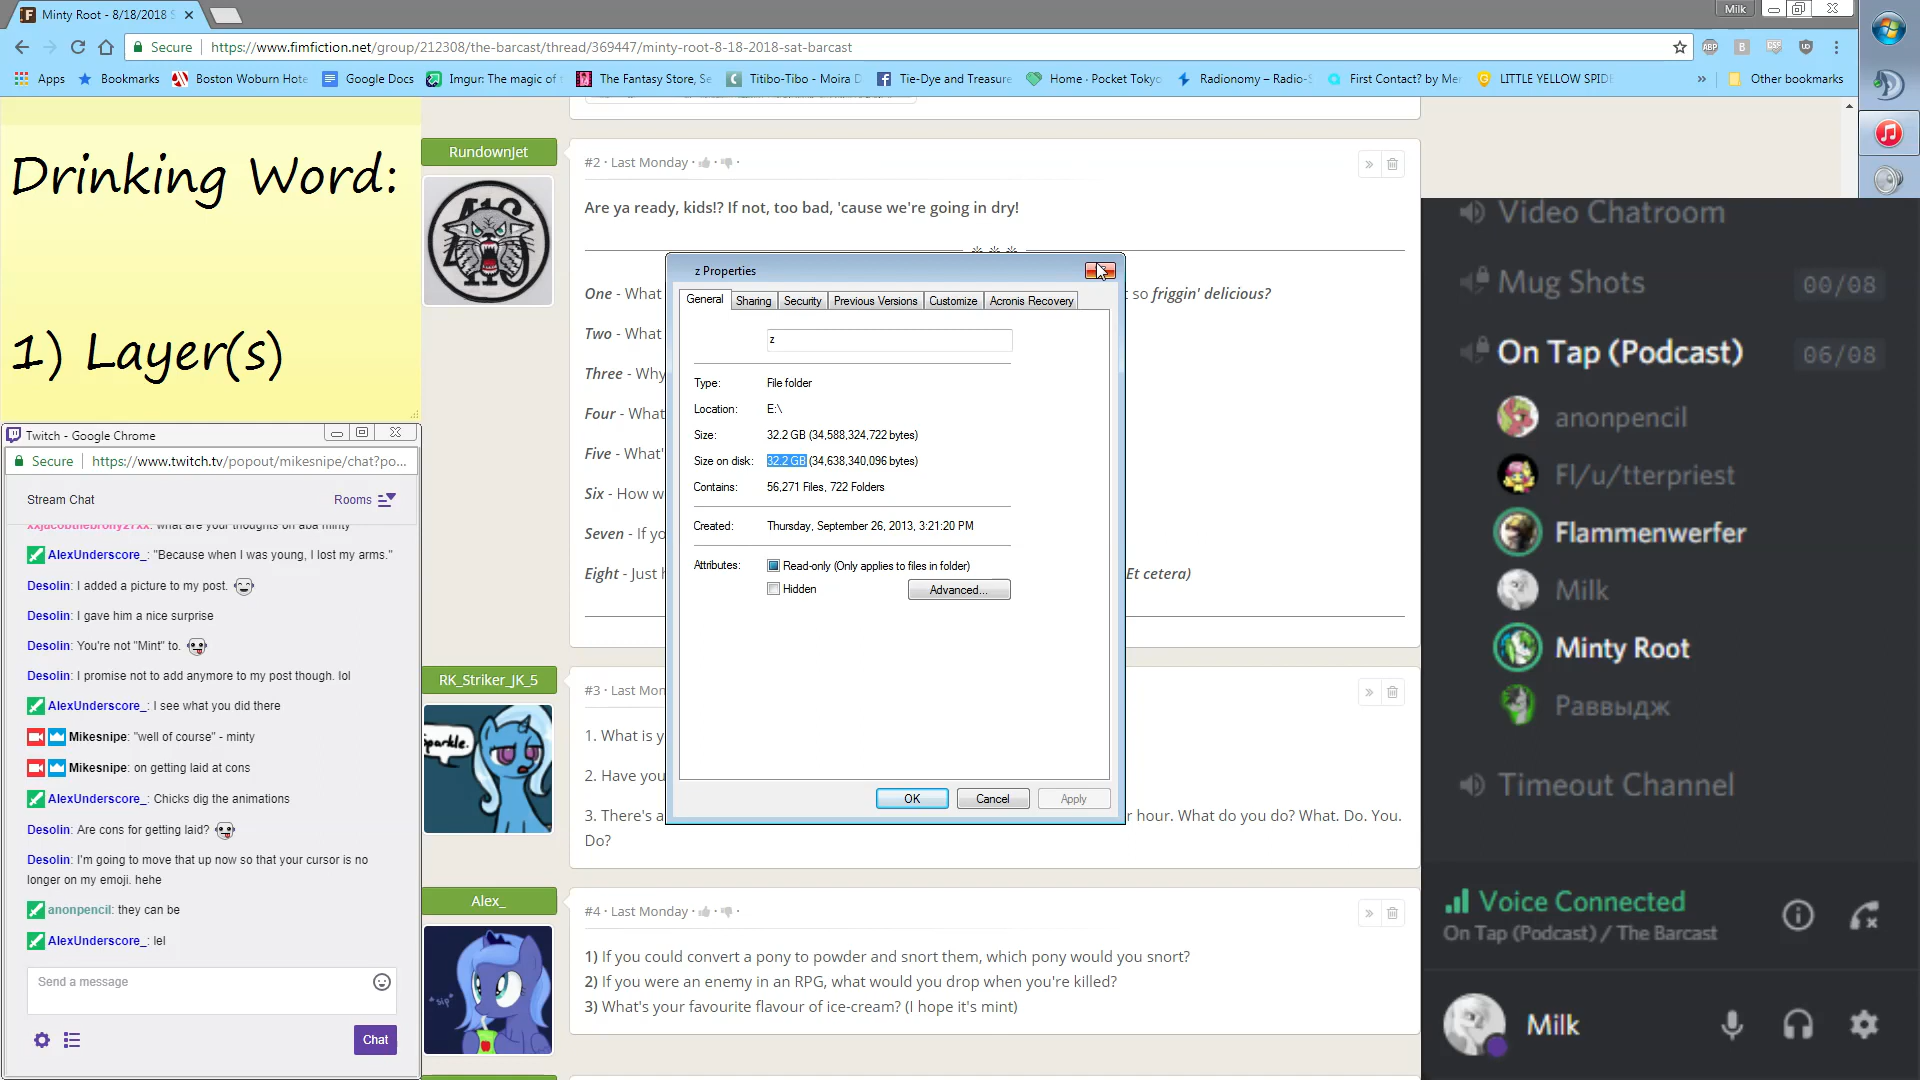 Minty Root - 8/18/2018 S
Milk
Secure
https://www.fimfiction.net/group/212308/the-barcast/thread/369447/minty-root-8-18-2018-sat-barcast
Apps
Bookmarks
Boston Woburn Hote
Google Docs
Imgur: The magic of
The Fantasy Store, Se
Titibo-Tibo - Moira D
Tie-Dye and Treasure
Home · Pocket Tokyo
Radionomy – Radio-S
First Contact? by Mer
LITTLE YELLOW SPID
»
Other bookmarks
Drinking Word:
1) Layer(s)
Twitch - Google Chrome
Secure
https://www.twitch.tv/popout/mikesnipe/chat?po...
Stream Chat
Rooms
xxjacobthebrony27xx: what are your thoughts on aba minty
AlexUnderscore_: "Because when I was young, I lost my arms."
Desolin: I added a picture to my post.
Desolin: I gave him a nice surprise
Desolin: You're not "Mint" to.
Desolin: I promise not to add anymore to my post though. lol
AlexUnderscore_: I see what you did there
Mikesnipe: "well of course" - minty
Mikesnipe: on getting laid at cons
AlexUnderscore_: Chicks dig the animations
Desolin: Are cons for getting laid?
Desolin: I'm going to move that up now so that your cursor is no
longer on my emoji. hehe
anonpencil: they can be
AlexUnderscore_: lel
Send a message
Chat
RundownJet
#2 · Last Monday ·
Are ya ready, kids!? If not, too bad, 'cause we're going in dry!
One - What
t so friggin' delicious?
Two - What
Three - Why
Four - What
Five - What'
Six - How w
Seven - If yo
Eight - Just h
Et cetera)
RK_Striker_JK_5
#3 · Last Mon
Sparkle.
1. What is y
2. Have you
3. There's a
r hour. What do you do? What. Do. You.
Do?
Alex_
#4 · Last Monday ·
*sip*
1) If you could convert a pony to powder and snort them, which pony would you snort?
2) If you were an enemy in an RPG, what would you drop when you're killed?
3) What's your favourite flavour of ice-cream? (I hope it's mint)
z Properties
General
Sharing
Security
Previous Versions
Customize
Acronis Recovery
z
Type: File folder
Location: E:\
Size: 32.2 GB (34,588,324,722 bytes)
Size on disk: 32.2 GB (34,638,340,096 bytes)
Contains: 56,271 Files, 722 Folders
Created: Thursday, September 26, 2013, 3:21:20 PM
Attributes: Read-only (Only applies to files in folder)
Hidden
Advanced...
OK
Cancel
Apply
Video Chatroom
Mug Shots 00/08
On Tap (Podcast) 06/08
anonpencil
Fl/u/tterpriest
Flammenwerfer
Milk
Minty Root
Раввыдж
Timeout Channel
Voice Connected
On Tap (Podcast) / The Barcast
Milk